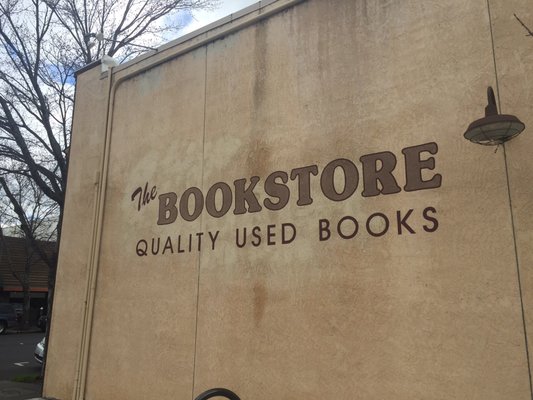 The BOOKSTORE
QUALITY USED BOOKS